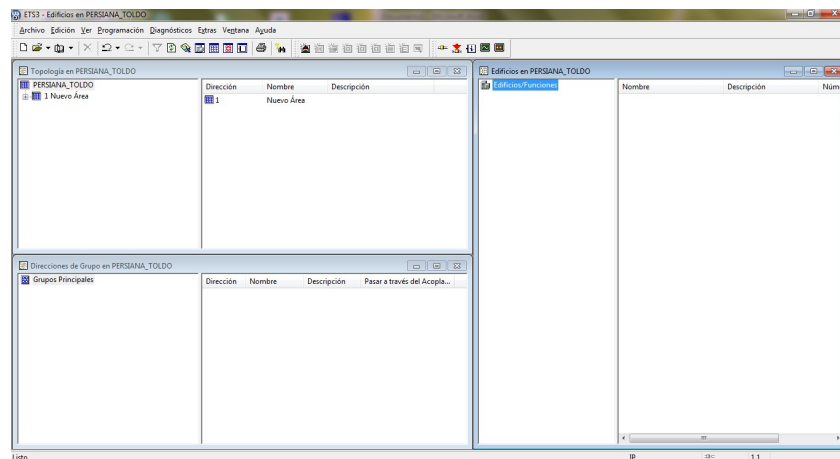 ETS3 - Edificios en PERSIANA_TOLDO
Archivo Edición Ver Programación Diagnósticos Extras Ventana Ayuda
Topología en PERSIANA_TOLDO
PERSIANA_TOLDO
1 Nuevo Área
Dirección Nombre Descripción
1 Nuevo Área
Edificios en PERSIANA_TOLDO
Edificios/Funciones
Nombre Descripción Núm
Direcciones de Grupo en PERSIANA_TOLDO
Grupos Principales
Dirección Nombre Descripción Pasar a través del Acopla...
Listo
IP 1.1